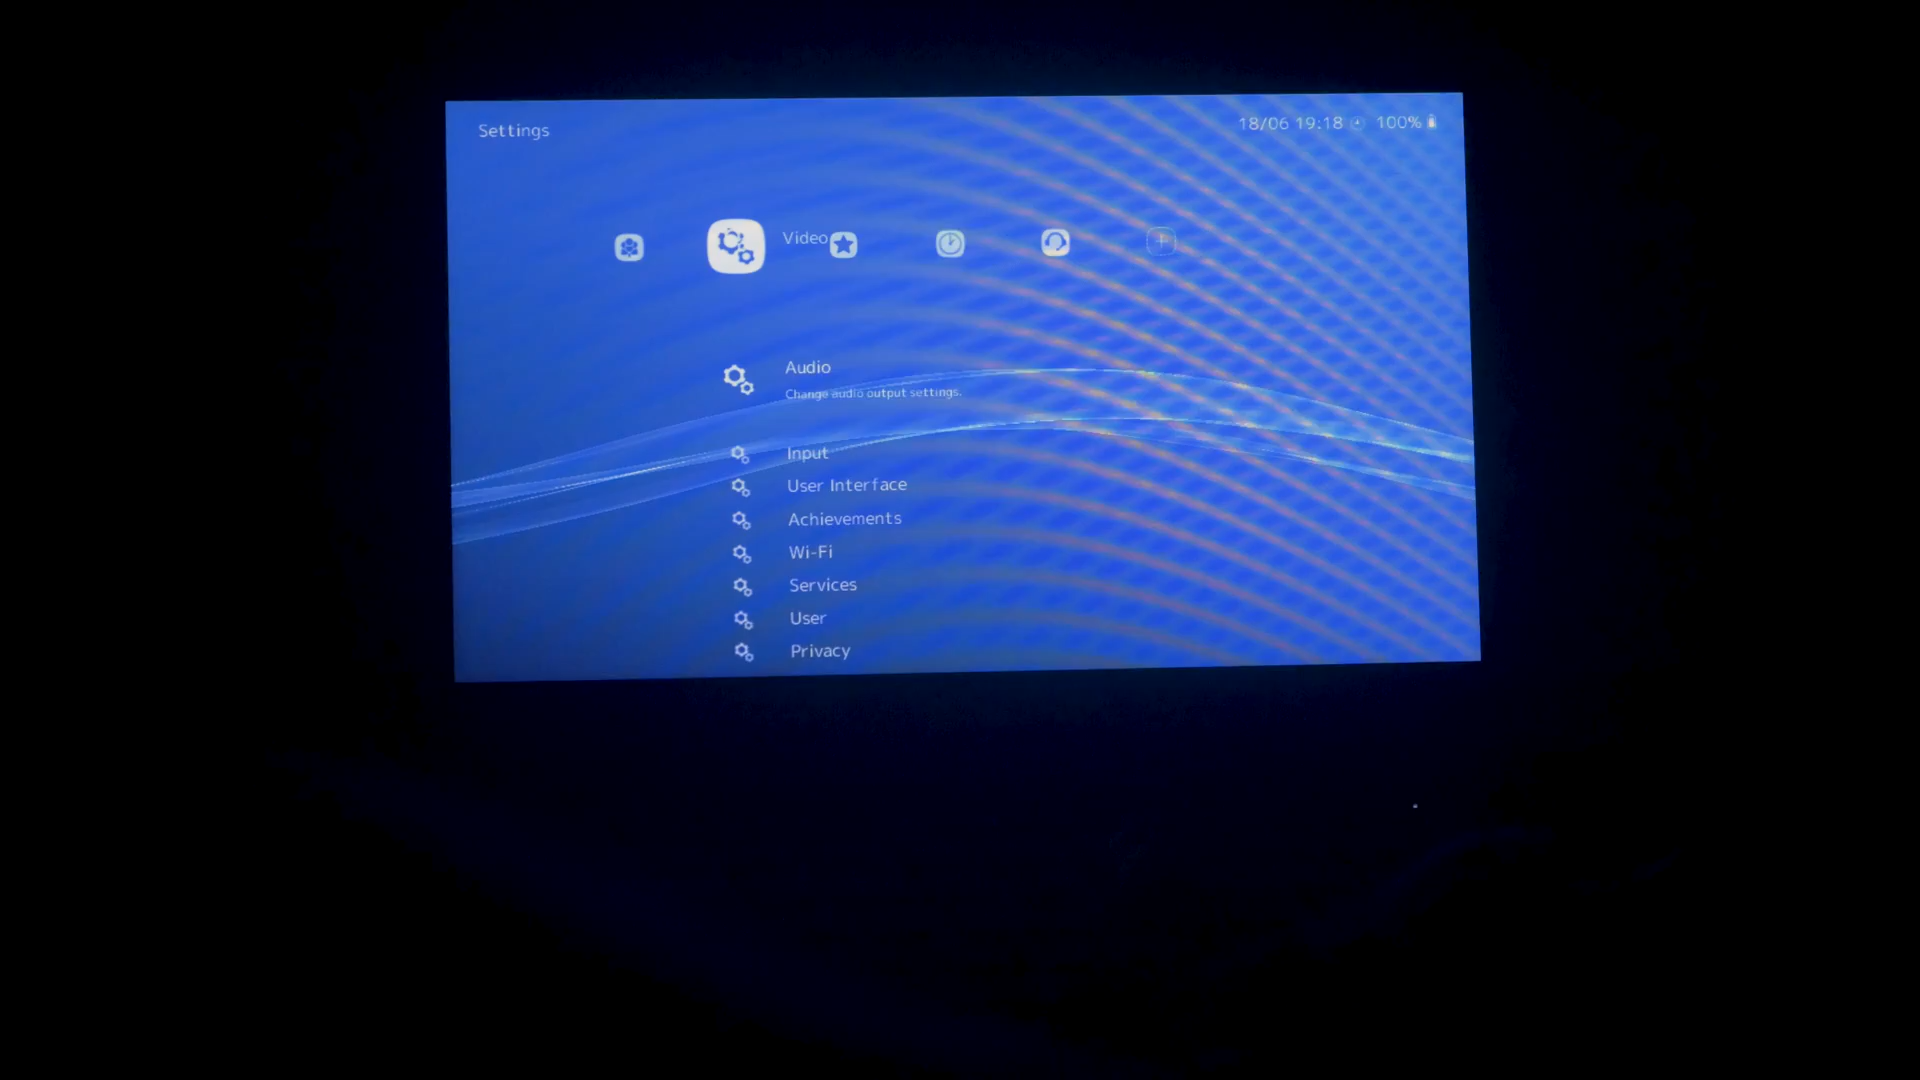 Settings
18/06 19:18 100%
Video
Audio
Change audio output settings.
Input
User Interface
Achievements
Wi-Fi
Services
User
Privacy